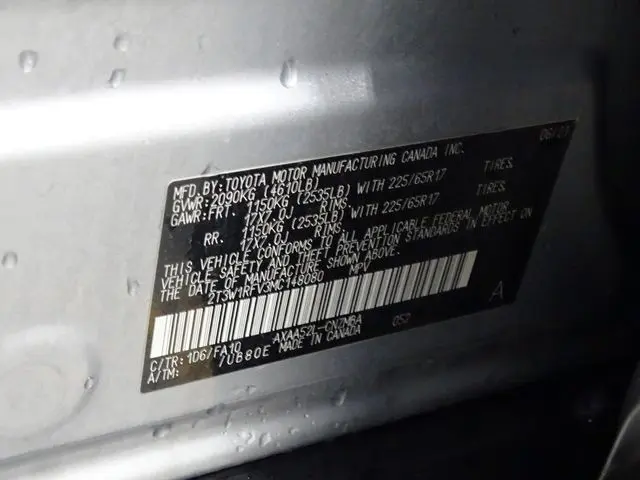 06/01
MFD.BY:TOYOTA MOTOR MANUFACTURING CANADA INC.
GVWR:2090KG (4610LB)
GAWR:FRT. 1150KG (2535LB) WITH 225/65R17 TIRES,
17X7.0J RIMS,
RR. 1150KG (2535LB) WITH 225/65R17 TIRES,
17X7.0J RIMS,
THIS VEHICLE CONFORMS TO ALL APPLICABLE FEDERAL MOTOR
VEHICLE SAFETY AND THEFT PREVENTION STANDARDS IN EFFECT ON
THE DATE OF MANUFACTURE SHOWN ABOVE.
2T3W1RFV3MC148080 MPV
A
AXAA52L-CNZMBA 052
C/TR:1D6/FA10 MADE IN CANADA
A/TM: /UB80E